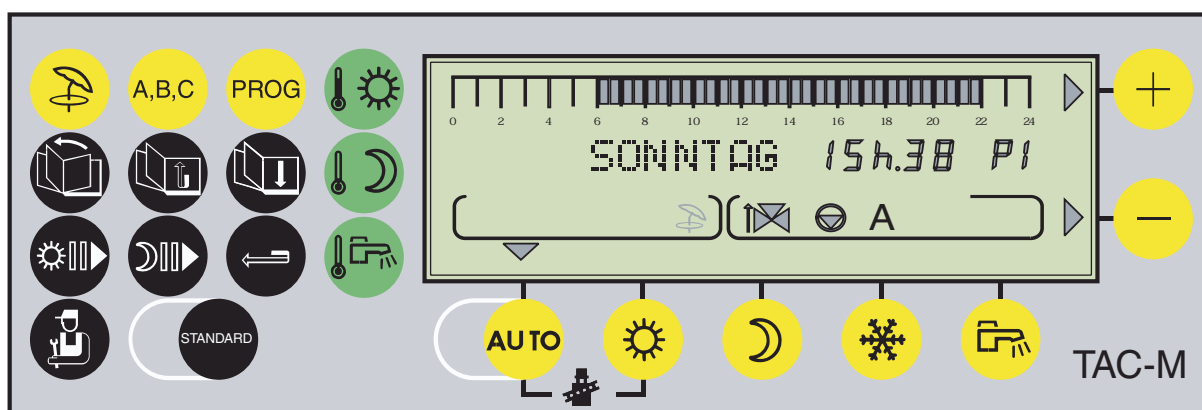 A,B,C
PROG
0 2 4 6 8 10 12 14 16 18 20 22 24
SONNTAG 15h.38 P1
A
STANDARD
AUTO
TAC-M